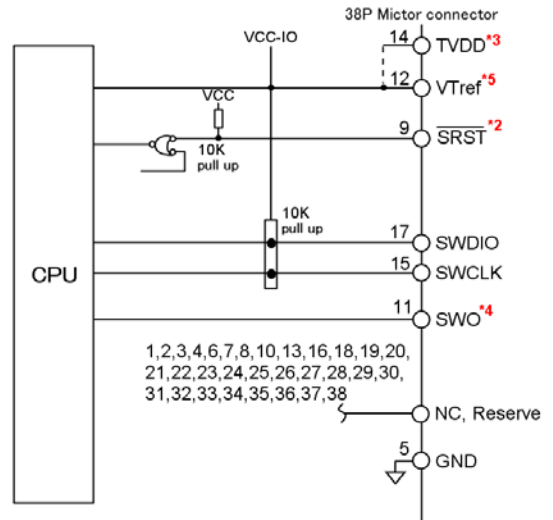 38P Mictor connector
VCC-IO
14 TVDD*3
12 VTref*5
VCC
9 SRST*2
10K
pull up
10K
pull up
17 SWDIO
15 SWCLK
CPU
11 SWO*4
1,2,3,4,6,7,8,10,13,16,18,19,20,
21,22,23,24,25,26,27,28,29,30,
31,32,33,34,35,36,37,38
NC, Reserve
5 GND